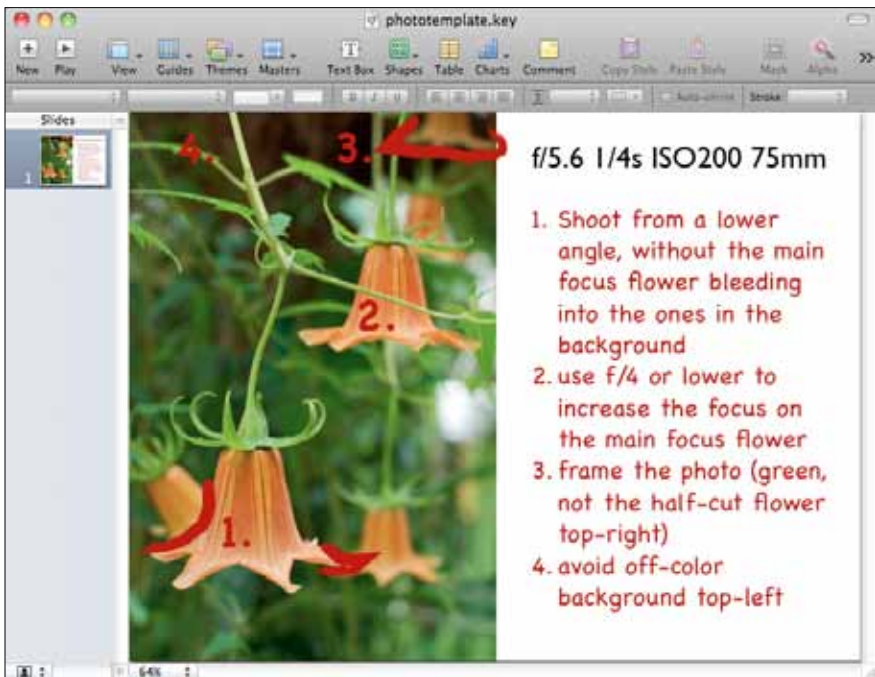 phototemplate.key
New Play View Guides Themes Masters Text Box Shapes Table Charts Comment Copy Style Paste Style Mask Alpha
B I U Auto-shrink Stroke:
Slides
1
4. 3.
2.
1.
f/5.6 1/4s ISO200 75mm
1. Shoot from a lower
angle, without the main
focus flower bleeding
into the ones in the
background
2. use f/4 or lower to
increase the focus on
the main focus flower
3. frame the photo (green,
not the half-cut flower
top-right)
4. avoid off-color
background top-left
64%